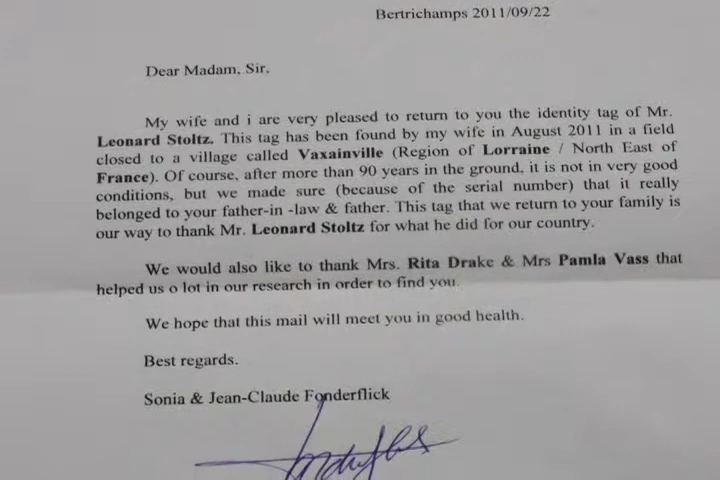 Bertrichamps 2011/09/22
Dear Madam, Sir,
My wife and i are very pleased to return to you the identity tag of Mr.
Leonard Stoltz. This tag has been found by my wife in August 2011 in a field
closed to a village called Vaxainville (Region of Lorraine / North East of
France). Of course, after more than 90 years in the ground, it is not in very good
conditions, but we made sure (because of the serial number) that it really
belonged to your father-in -law & father. This tag that we return to your family is
our way to thank Mr. Leonard Stoltz for what he did for our country.
We would also like to thank Mrs. Rita Drake & Mrs Pamla Vass that
helped us o lot in our research in order to find you.
We hope that this mail will meet you in good health.
Best regards.
Sonia & Jean-Claude Fonderflick